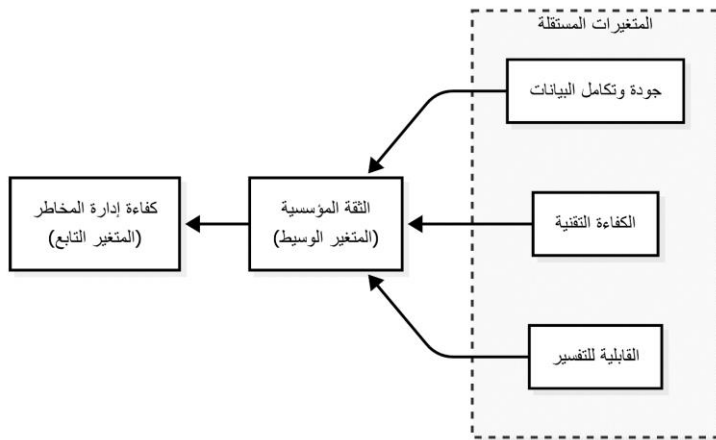 المتغيرات المستقلة
جودة وتكامل البيانات
الكفاءة التقنية
القابلية للتفسير
الثقة المؤسسية
(المتغير الوسيط)
كفاءة إدارة المخاطر
(المتغير التابع)